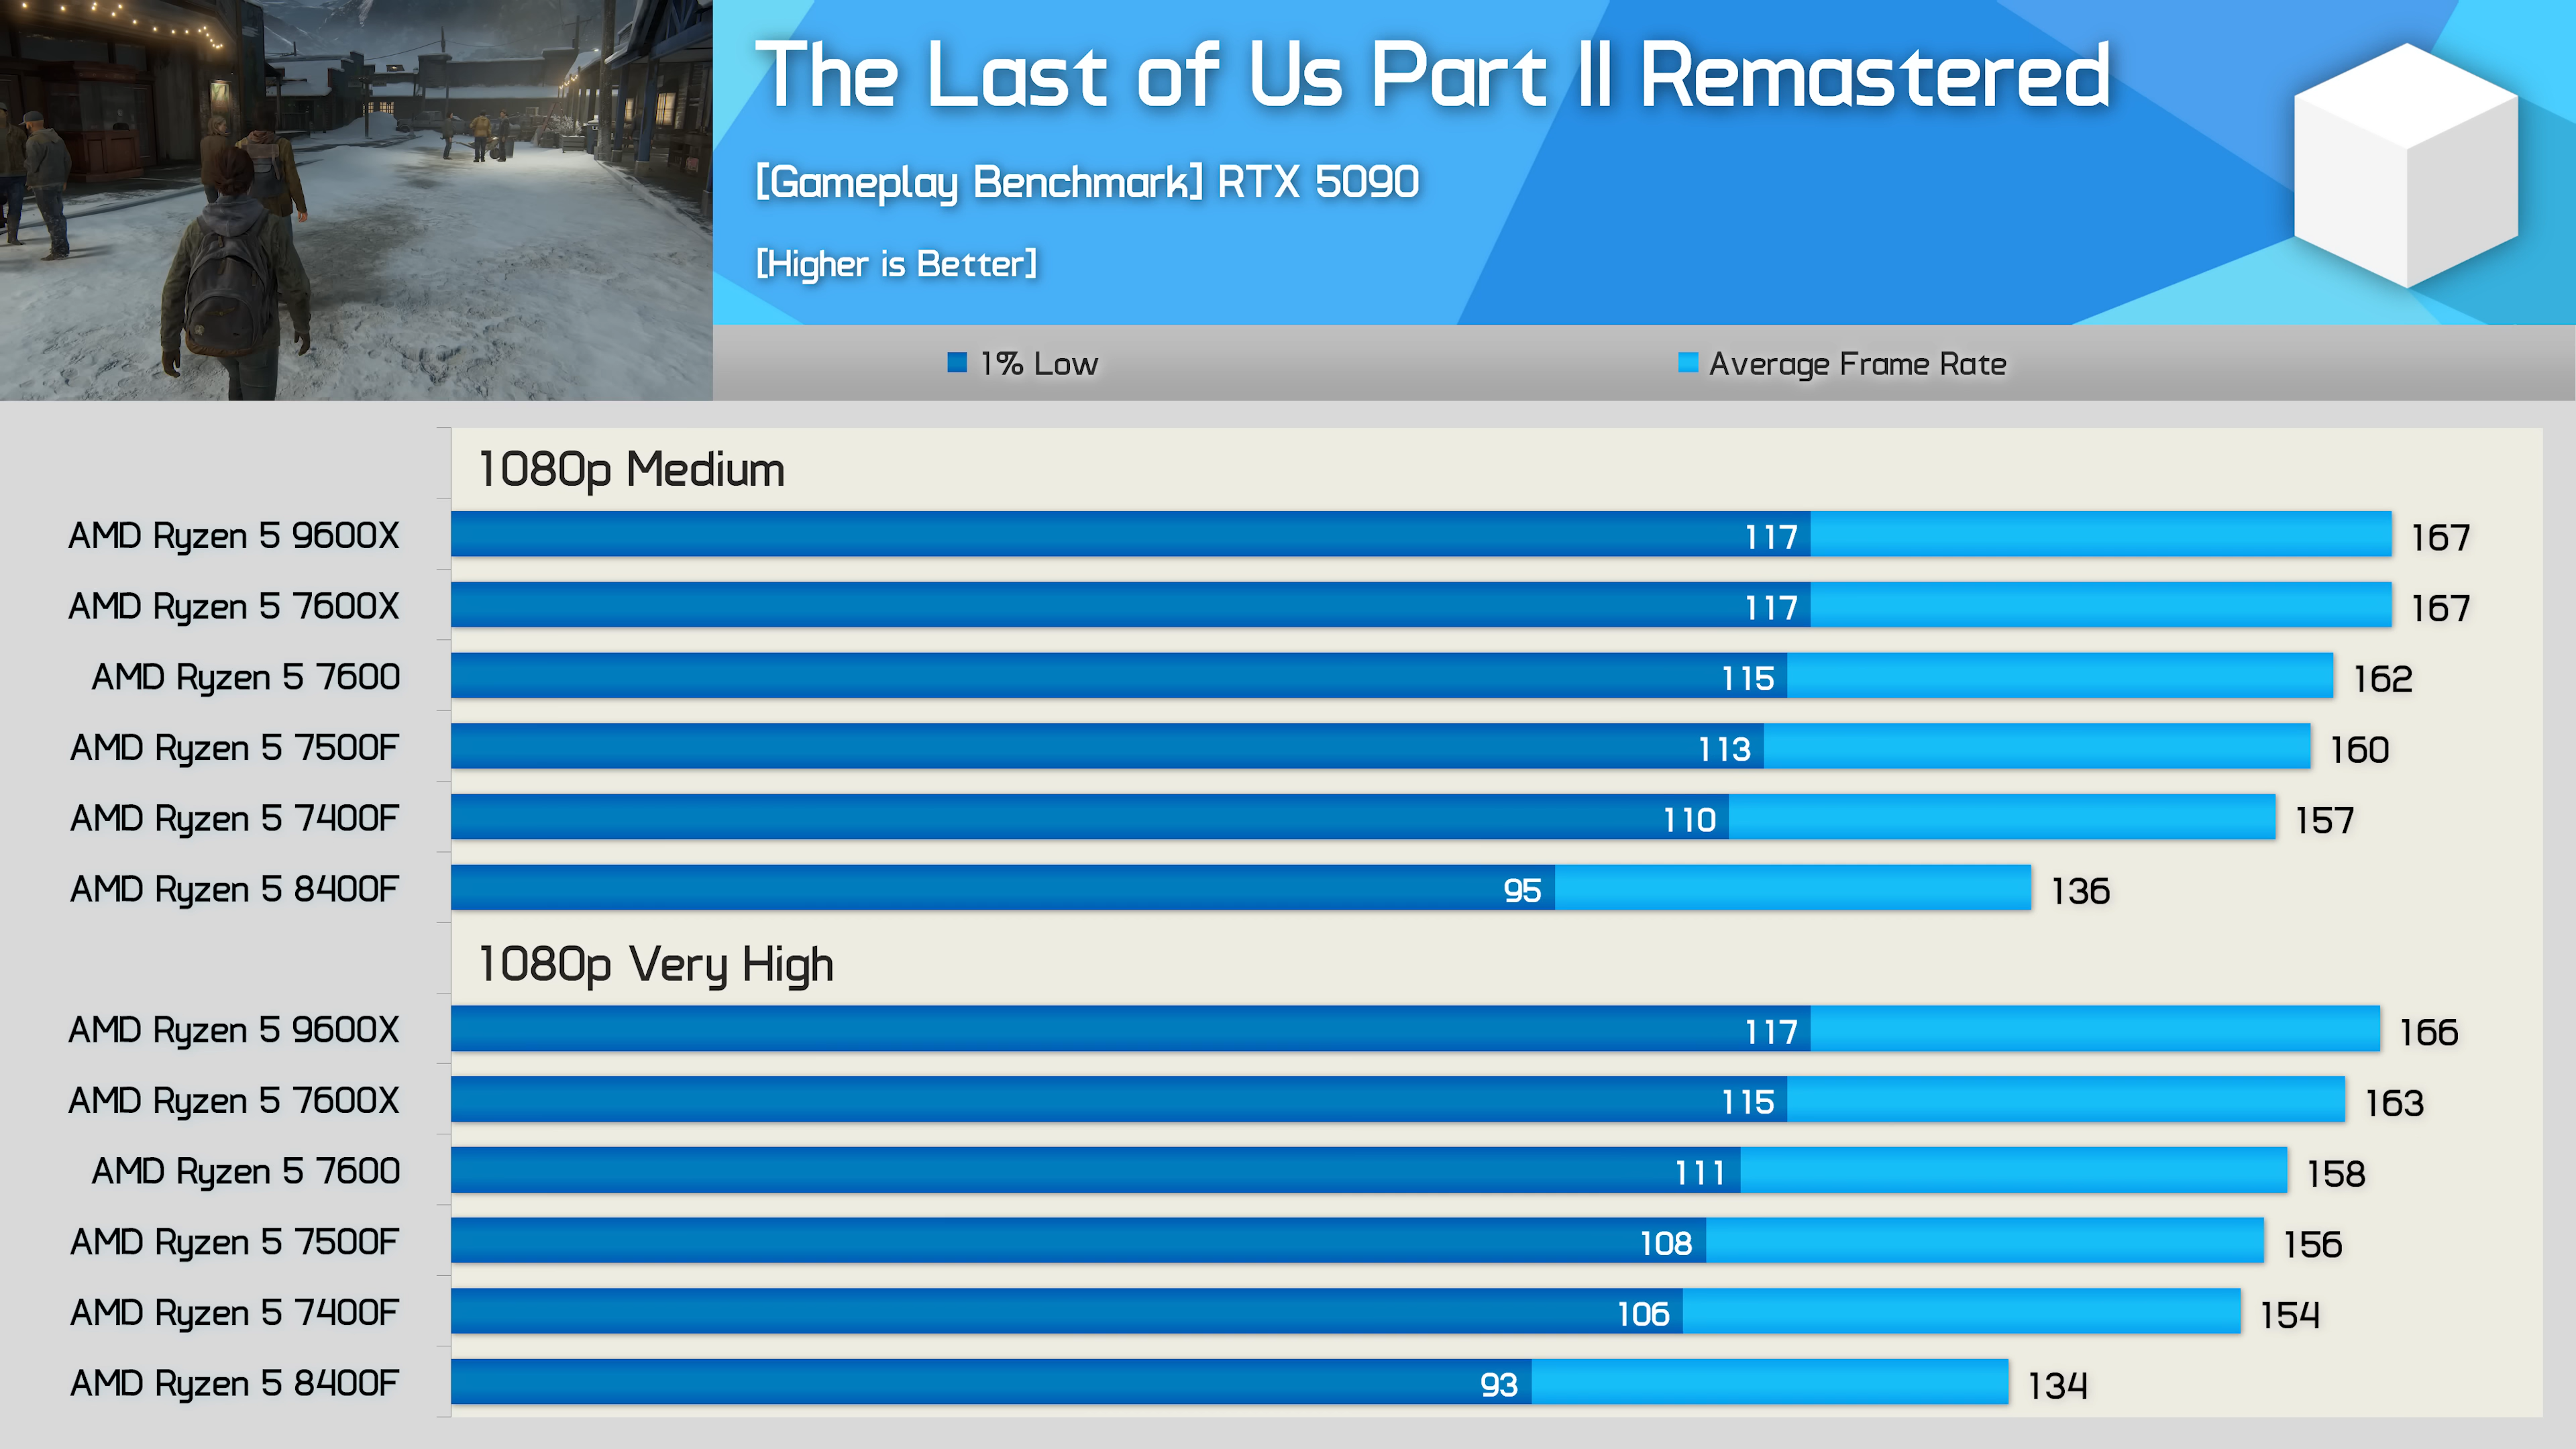 The Last of Us Part II Remastered
[Gameplay Benchmark] RTX 5090
[Higher is Better]
1% Low
Average Frame Rate
1080p Medium
AMD Ryzen 5 9600X 117 167
AMD Ryzen 5 7600X 117 167
AMD Ryzen 5 7600 115 162
AMD Ryzen 5 7500F 113 160
AMD Ryzen 5 7400F 110 157
AMD Ryzen 5 8400F 95 136
1080p Very High
AMD Ryzen 5 9600X 117 166
AMD Ryzen 5 7600X 115 163
AMD Ryzen 5 7600 111 158
AMD Ryzen 5 7500F 108 156
AMD Ryzen 5 7400F 106 154
AMD Ryzen 5 8400F 93 134